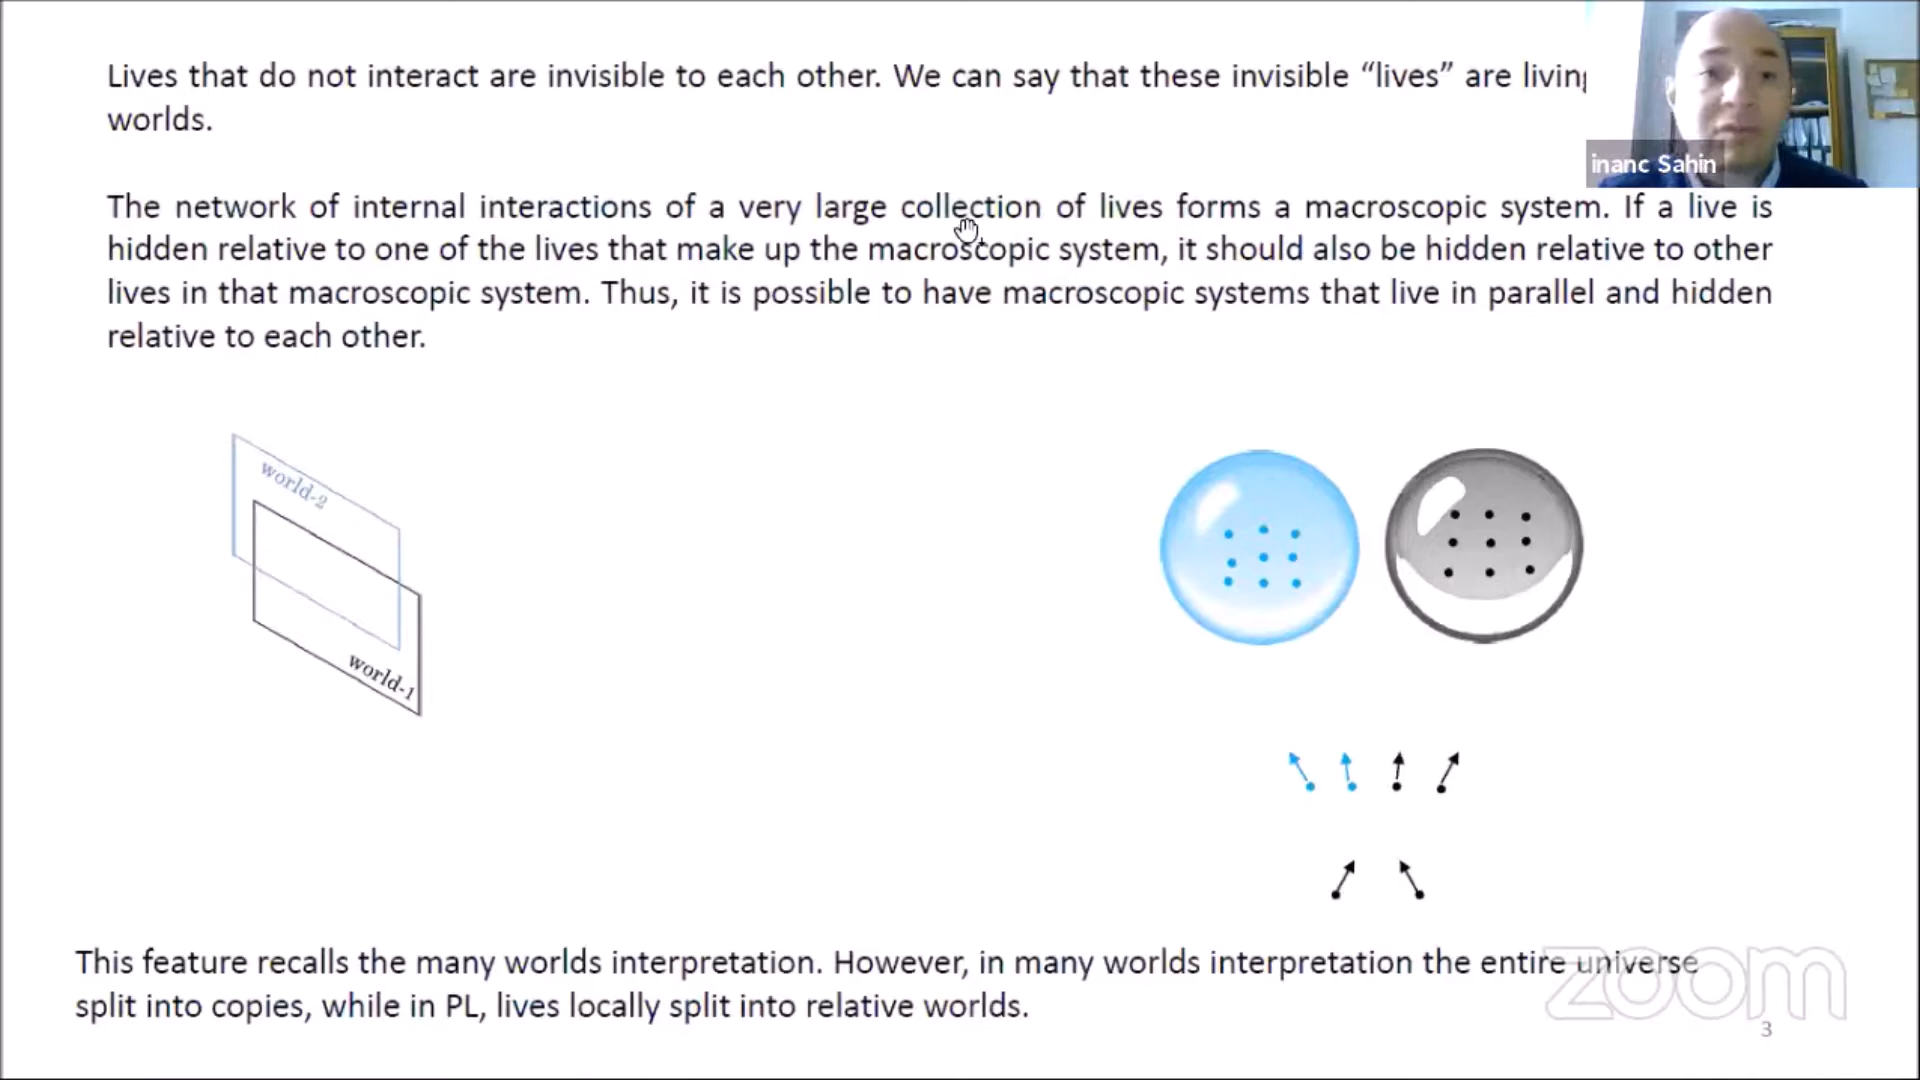 Lives that do not interact are invisible to each other. We can say that these invisible “lives” are living
worlds.
inanc Sahin
The network of internal interactions of a very large collection of lives forms a macroscopic system. If a live is
hidden relative to one of the lives that make up the macroscopic system, it should also be hidden relative to other
lives in that macroscopic system. Thus, it is possible to have macroscopic systems that live in parallel and hidden
relative to each other.
world-2
world-1
This feature recalls the many worlds interpretation. However, in many worlds interpretation the entire universe
split into copies, while in PL, lives locally split into relative worlds.
zoom
3